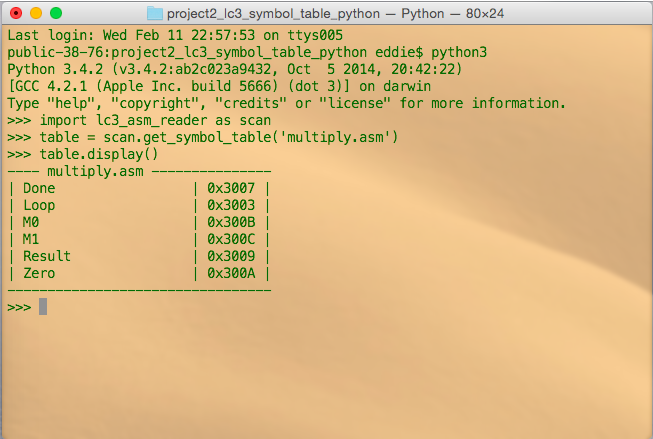 project2_lc3_symbol_table_python — Python — 80×24
Last login: Wed Feb 11 22:57:53 on ttys005
public-38-76:project2_lc3_symbol_table_python eddie$ python3
Python 3.4.2 (v3.4.2:ab2c023a9432, Oct  5 2014, 20:42:22)
[GCC 4.2.1 (Apple Inc. build 5666) (dot 3)] on darwin
Type "help", "copyright", "credits" or "license" for more information.
>>> import lc3_asm_reader as scan
>>> table = scan.get_symbol_table('multiply.asm')
>>> table.display()
---- multiply.asm ---------------
| Done                 | 0x3007 |
| Loop                 | 0x3003 |
| M0                   | 0x300B |
| M1                   | 0x300C |
| Result               | 0x3009 |
| Zero                 | 0x300A |
---------------------------------
>>>